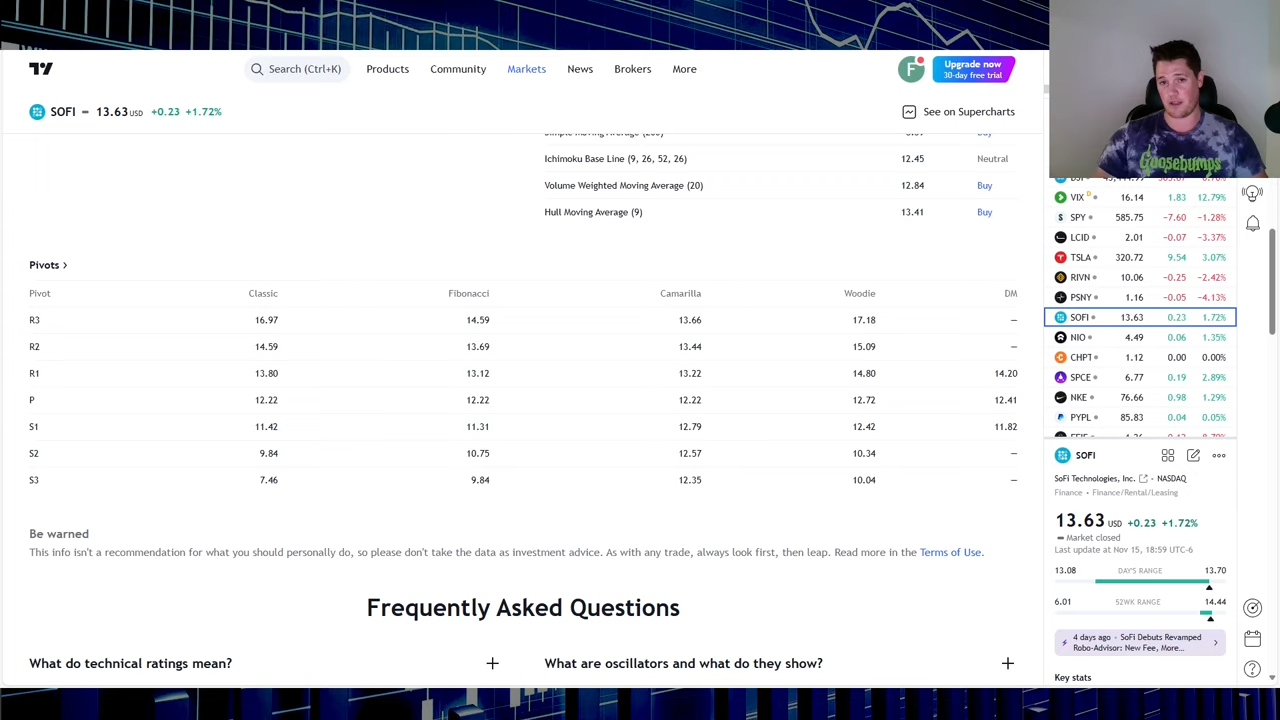 Search (Ctrl+K)
Products
Community
Markets
News
Brokers
More
F
Upgrade now
30-day free trial
SOFI 13.63 USD +0.23 +1.72%
See on Supercharts
Simple Moving Average (200) Buy
Ichimoku Base Line (9, 26, 52, 26) 12.45 Neutral
Volume Weighted Moving Average (20) 12.84 Buy
Hull Moving Average (9) 13.41 Buy
Pivots >
Pivot Classic Fibonacci Camarilla Woodie DM
R3 16.97 14.59 13.66 17.18 —
R2 14.59 13.69 13.44 15.09 —
R1 13.80 13.12 13.22 14.80 14.20
P 12.22 12.22 12.22 12.72 12.41
S1 11.42 11.31 12.79 12.42 11.82
S2 9.84 10.75 12.57 10.34 —
S3 7.46 9.84 12.35 10.04 —
Be warned
This info isn't a recommendation for what you should personally do, so please don't take the data as investment advice. As with any trade, always look first, then leap. Read more in the Terms of Use.
Frequently Asked Questions
What do technical ratings mean? +
What are oscillators and what do they show? +
Goosebumps
VIX D 16.14 1.83 12.79%
SPY 585.75 −7.60 −1.28%
LCID 2.01 −0.07 −3.37%
TSLA 320.72 9.54 3.07%
RIVN 10.06 −0.25 −2.42%
PSNY 1.16 −0.05 −4.13%
SOFI 13.63 0.23 1.72%
NIO 4.49 0.06 1.35%
CHPT 1.12 0.00 0.00%
SPCE 6.77 0.19 2.89%
NKE 76.66 0.98 1.29%
PYPL 85.83 0.04 0.05%
SOFI
SoFi Technologies, Inc. · NASDAQ
Finance • Finance/Rental/Leasing
13.63 USD +0.23 +1.72%
Market closed
Last update at Nov 15, 18:59 UTC-6
13.08 DAY'S RANGE 13.70
6.01 52WK RANGE 14.44
4 days ago · SoFi Debuts Revamped
Robo-Advisor: New Fee, More...
Key stats